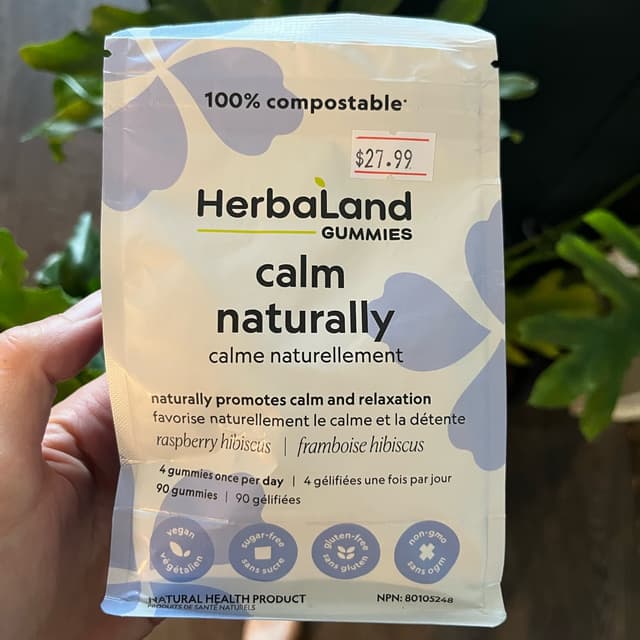 100% compostable*
$27.99
HerbaLand
GUMMIES
calm
naturally
calme naturellement
naturally promotes calm and relaxation
favorise naturellement le calme et la détente
raspberry hibiscus | framboise hibiscus
4 gummies once per day | 4 gélifiées une fois par jour
90 gummies | 90 gélifiées
vegan
végétalien
sugar-free
sans sucre
gluten-free
sans gluten
non-gmo
sans ogm
NATURAL HEALTH PRODUCT
PRODUITS DE SANTÉ NATURELS
NPN: 80105248